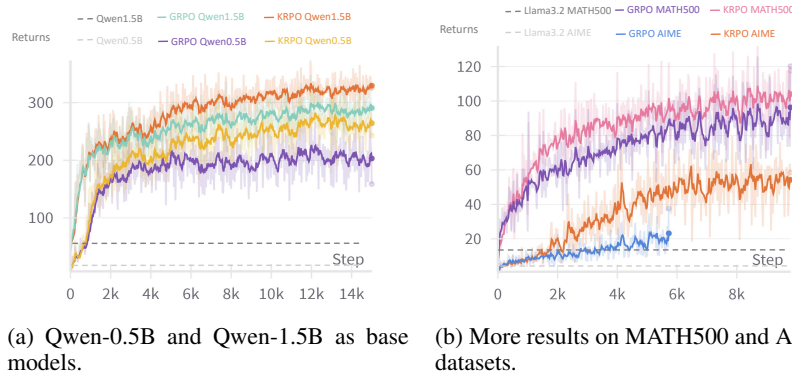 Qwen1.5B GRPO Qwen1.5B KRPO Qwen1.5B
Returns
Qwen0.5B GRPO Qwen0.5B KRPO Qwen0.5B
300
200
100
Step
0 2k 4k 6k 8k 10k 12k 14k
(a) Qwen-0.5B and Qwen-1.5B as base
models.
Llama3.2 MATH500 GRPO MATH500 KRPO MATH500
Returns
Llama3.2 AIME GRPO AIME KRPO AIME
120
100
80
60
40
20
Step
0 2k 4k 6k 8k
(b) More results on MATH500 and A
datasets.